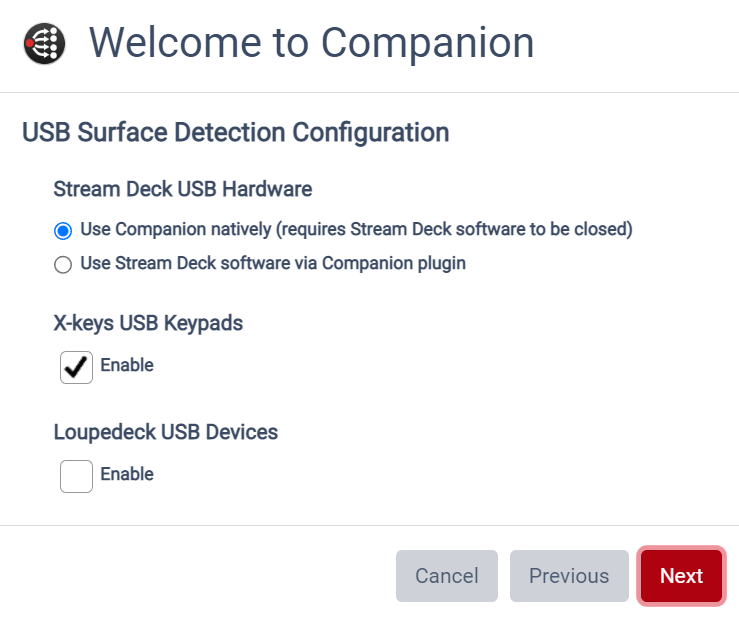 Welcome to Companion
USB Surface Detection Configuration
Stream Deck USB Hardware
Use Companion natively (requires Stream Deck software to be closed)
Use Stream Deck software via Companion plugin
X-keys USB Keypads
Enable
Loupedeck USB Devices
Enable
Cancel Previous Next